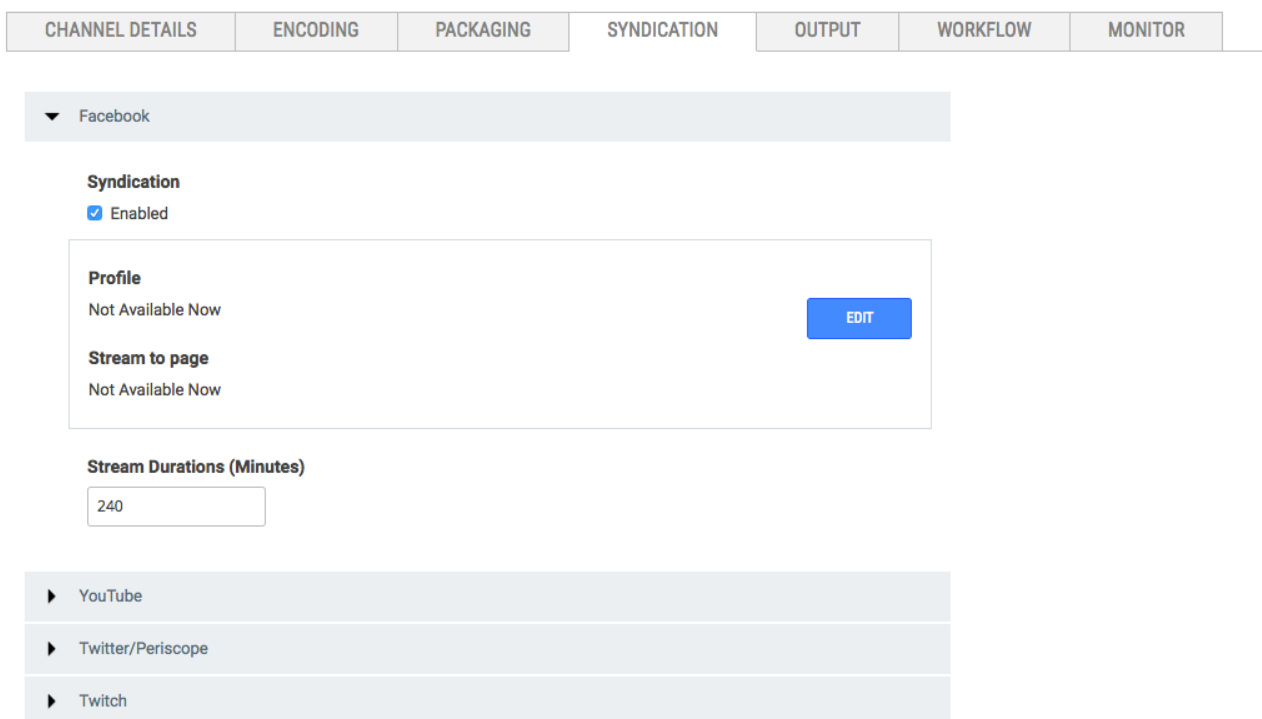 CHANNEL DETAILS ENCODING PACKAGING SYNDICATION OUTPUT WORKFLOW MONITOR
Facebook
Syndication
Enabled
Profile
Not Available Now
EDIT
Stream to page
Not Available Now
Stream Durations (Minutes)
240
YouTube
Twitter/Periscope
Twitch